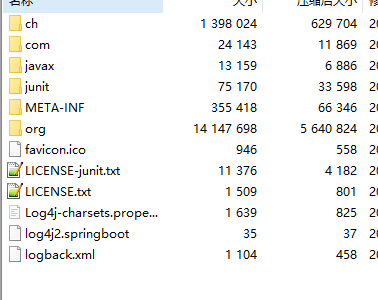 名称 大小 压缩后大小 修
ch 1 398 024 629 704 20
com 24 143 11 869 20
javax 13 159 6 886 20
junit 75 170 33 598 20
META-INF 355 418 66 346 20
org 14 147 698 5 640 824 20
favicon.ico 946 558 20
LICENSE-junit.txt 11 376 4 182 20
LICENSE.txt 1 509 801 20
Log4j-charsets.prope... 1 639 825 20
log4j2.springboot 35 37 20
logback.xml 1 104 458 20